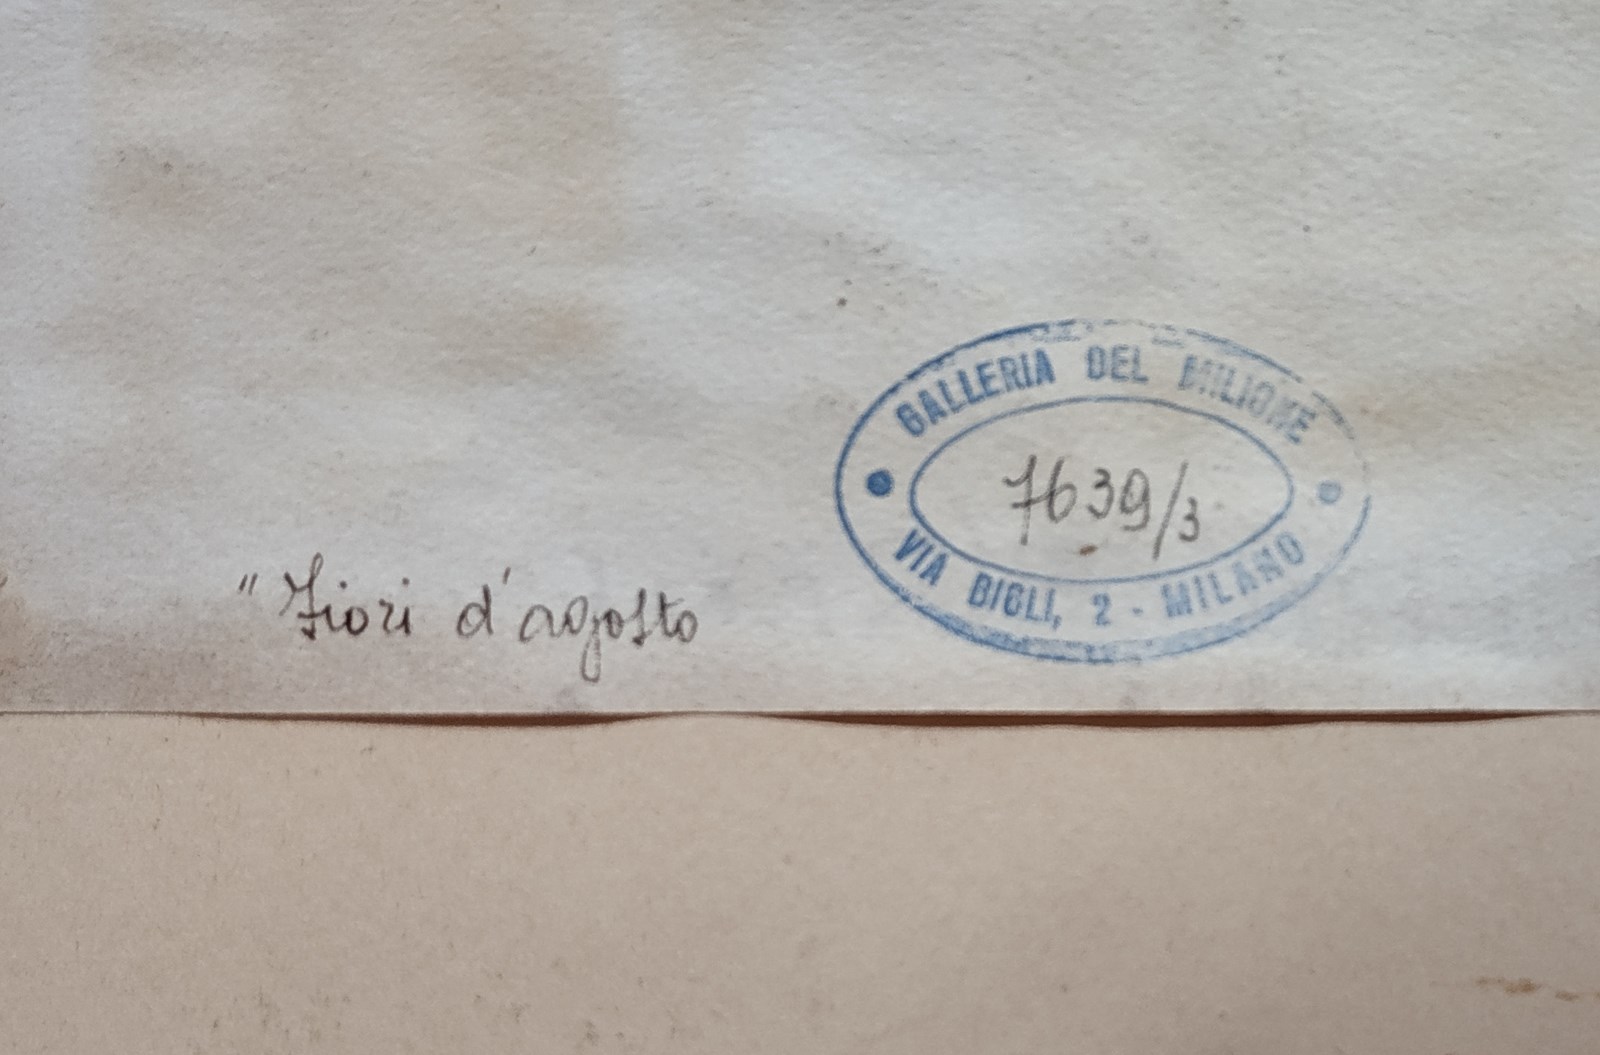 GALLERIA DEL MILIONE
7639/3
VIA BIGLI, 2 - MILANO
"Fiori d'agosto